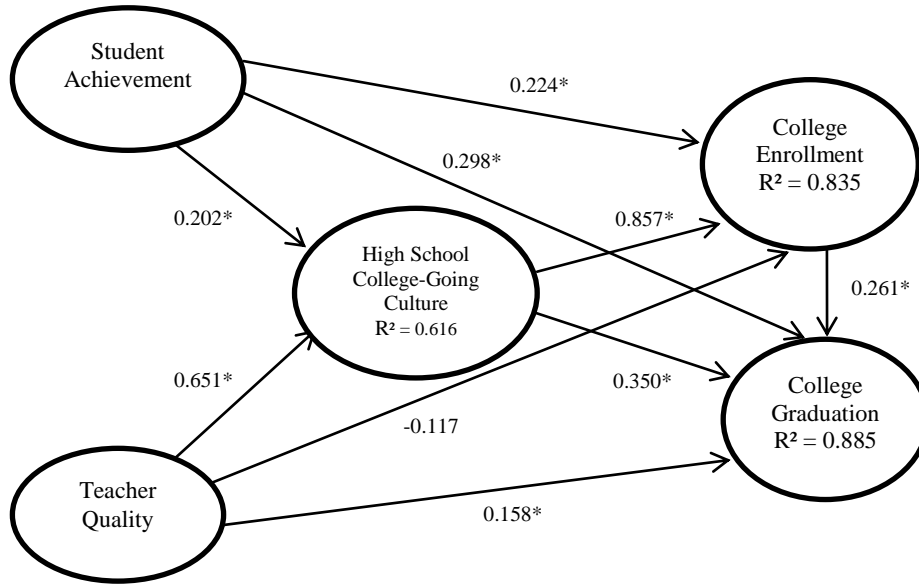 Student
Achievement
0.224*
College
Enrollment
R² = 0.835
0.298*
0.202*
0.857*
High School
College-Going
Culture
R² = 0.616
0.261*
0.651*
0.350*
College
Graduation
R² = 0.885
-0.117
Teacher
Quality
0.158*